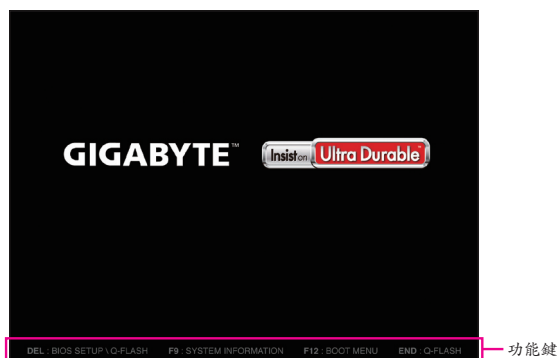 GIGABYTE™
Insist on Ultra Durable™
DEL : BIOS SETUP \ Q-FLASH F9 : SYSTEM INFORMATION F12 : BOOT MENU END : Q-FLASH
功能鍵